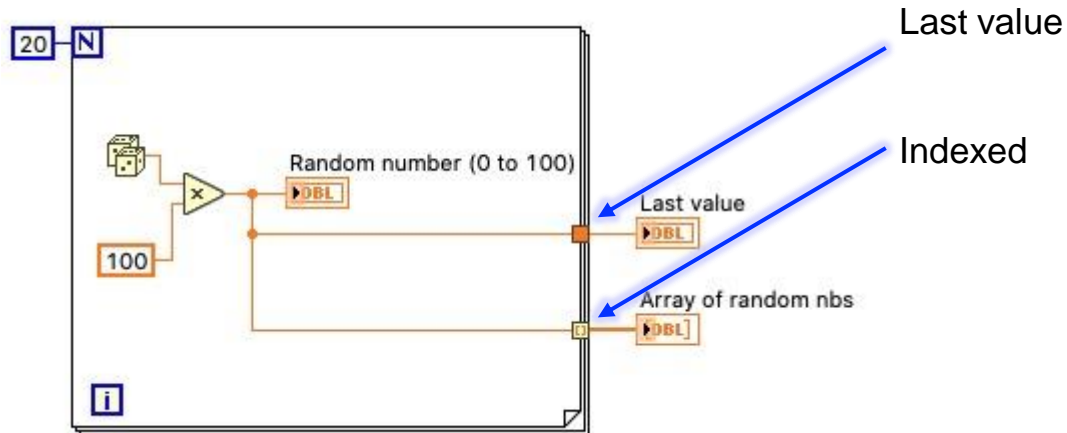 Last value
20 N
Random number (0 to 100)
DBL
x
100
Indexed
Last value
DBL
Array of random nbs
DBL]
i